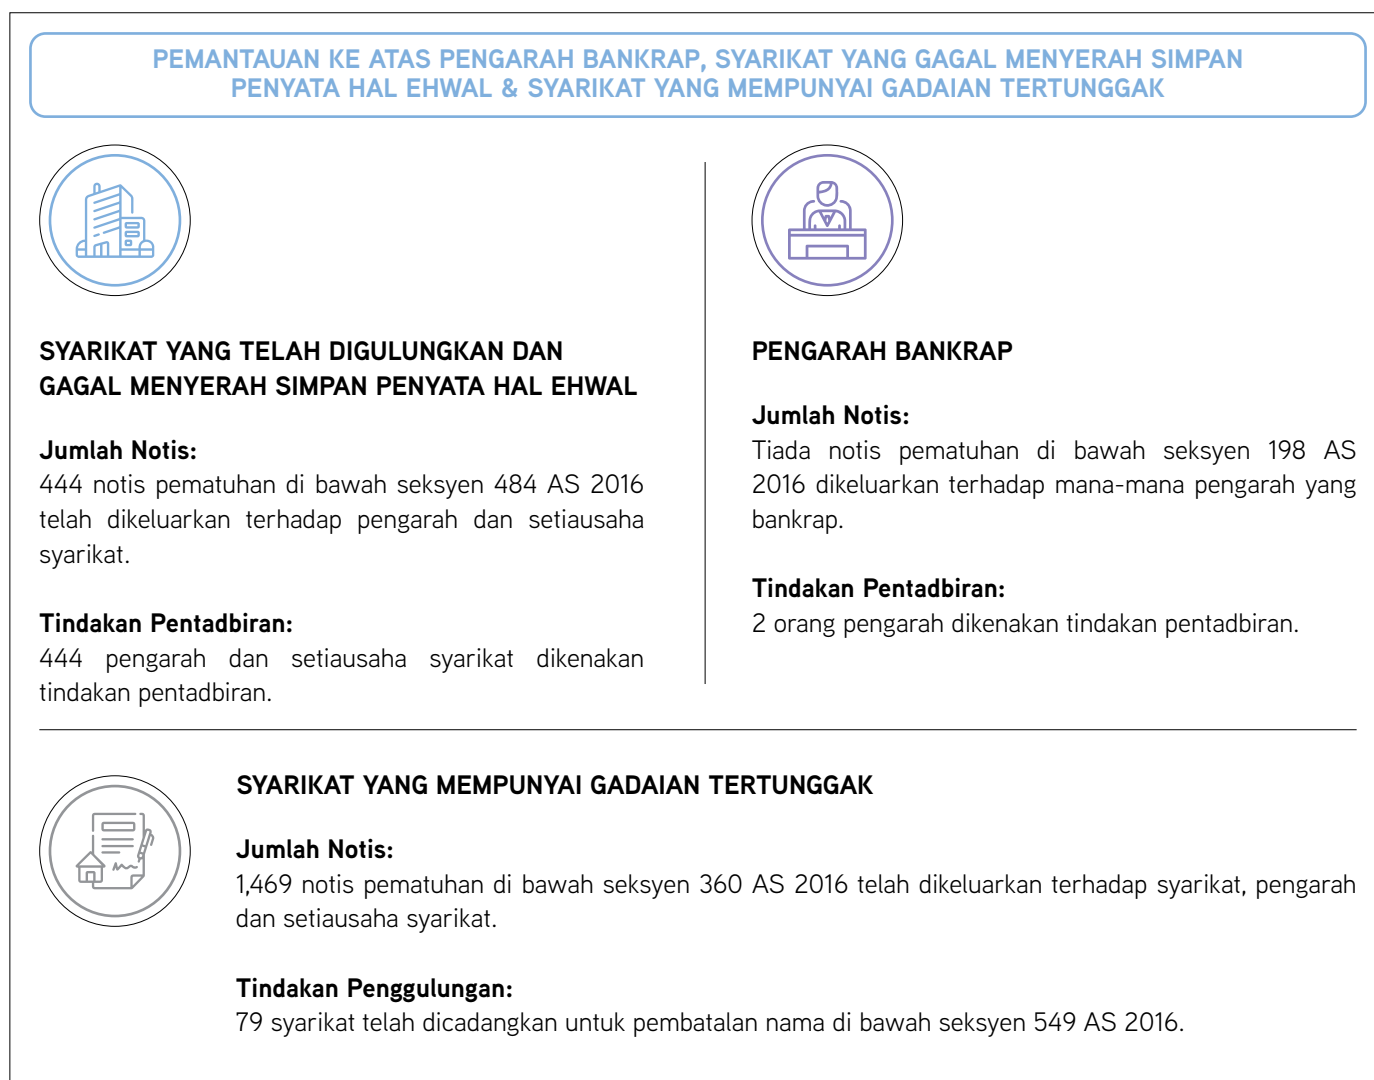 PEMANTAUAN KE ATAS PENGARAH BANKRAP, SYARIKAT YANG GAGAL MENYERAH SIMPAN
PENYATA HAL EHWAL & SYARIKAT YANG MEMPUNYAI GADAIAN TERTUNGGAK
SYARIKAT YANG TELAH DIGULUNGKAN DAN
GAGAL MENYERAH SIMPAN PENYATA HAL EHWAL
Jumlah Notis:
444 notis pematuhan di bawah seksyen 484 AS 2016
telah dikeluarkan terhadap pengarah dan setiausaha
syarikat.
Tindakan Pentadbiran:
444 pengarah dan setiausaha syarikat dikenakan
tindakan pentadbiran.
PENGARAH BANKRAP
Jumlah Notis:
Tiada notis pematuhan di bawah seksyen 198 AS
2016 dikeluarkan terhadap mana-mana pengarah yang
bankrap.
Tindakan Pentadbiran:
2 orang pengarah dikenakan tindakan pentadbiran.
SYARIKAT YANG MEMPUNYAI GADAIAN TERTUNGGAK
Jumlah Notis:
1,469 notis pematuhan di bawah seksyen 360 AS 2016 telah dikeluarkan terhadap syarikat, pengarah
dan setiausaha syarikat.
Tindakan Penggulungan:
79 syarikat telah dicadangkan untuk pembatalan nama di bawah seksyen 549 AS 2016.